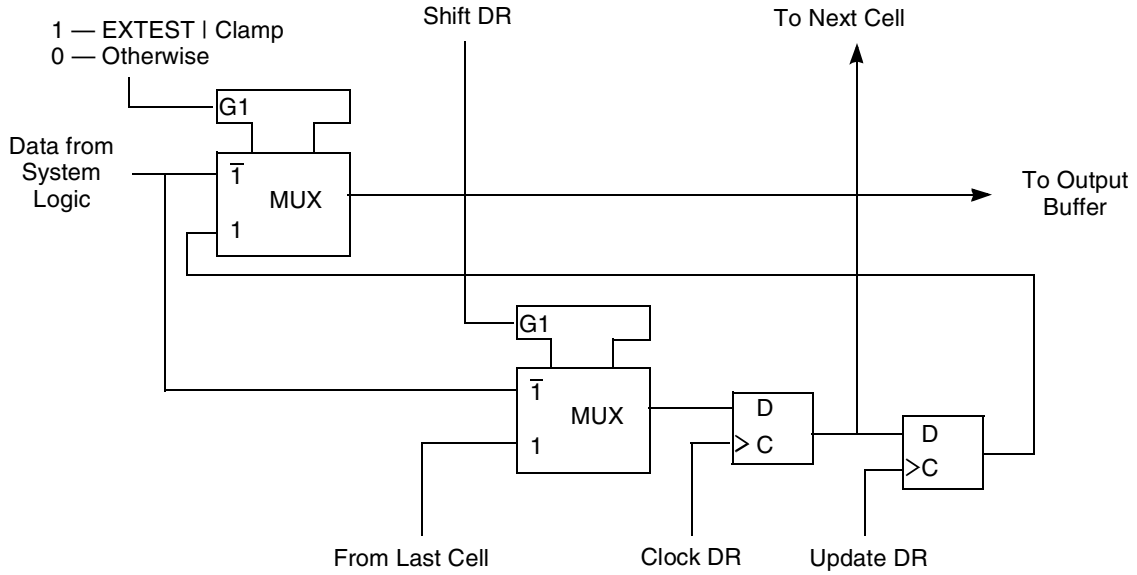 Shift DR
To Next Cell
1 — EXTEST | Clamp
0 — Otherwise
G1
Data from
System
Logic
1̅
MUX
1
To Output
Buffer
G1
1̅
MUX
1
D
C
D
C
From Last Cell
Clock DR
Update DR